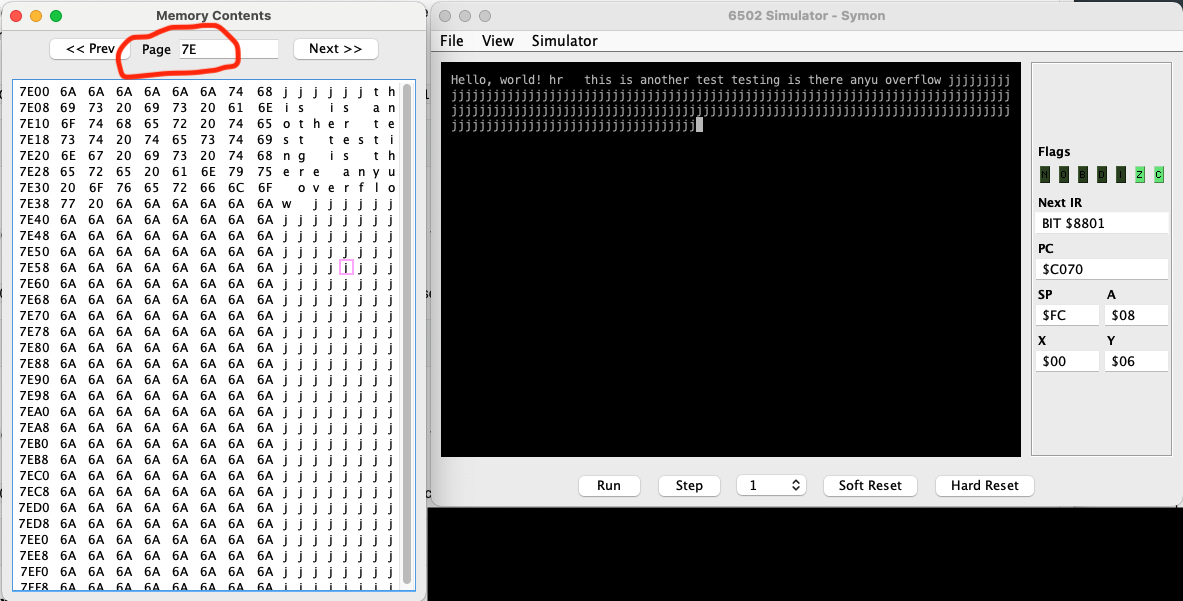 Memory Contents
<< Prev Page 7E Next >>
7E00 6A 6A 6A 6A 6A 6A 74 68 j j j j j j t h
7E08 69 73 20 69 73 20 61 6E i s   i s   a n
7E10 6F 74 68 65 72 20 74 65 o t h e r   t e
7E18 73 74 20 74 65 73 74 69 s t   t e s t i
7E20 6E 67 20 69 73 20 74 68 n g   i s   t h
7E28 65 72 65 20 61 6E 79 75 e r e   a n y u
7E30 20 6F 76 65 72 66 6C 6F   o v e r f l o
7E38 77 20 6A 6A 6A 6A 6A 6A w   j j j j j j
7E40 6A 6A 6A 6A 6A 6A 6A 6A j j j j j j j j
7E48 6A 6A 6A 6A 6A 6A 6A 6A j j j j j j j j
7E50 6A 6A 6A 6A 6A 6A 6A 6A j j j j j j j j
7E58 6A 6A 6A 6A 6A 6A 6A 6A j j j j j j j j
7E60 6A 6A 6A 6A 6A 6A 6A 6A j j j j j j j j
7E68 6A 6A 6A 6A 6A 6A 6A 6A j j j j j j j j
7E70 6A 6A 6A 6A 6A 6A 6A 6A j j j j j j j j
7E78 6A 6A 6A 6A 6A 6A 6A 6A j j j j j j j j
7E80 6A 6A 6A 6A 6A 6A 6A 6A j j j j j j j j
7E88 6A 6A 6A 6A 6A 6A 6A 6A j j j j j j j j
7E90 6A 6A 6A 6A 6A 6A 6A 6A j j j j j j j j
7E98 6A 6A 6A 6A 6A 6A 6A 6A j j j j j j j j
7EA0 6A 6A 6A 6A 6A 6A 6A 6A j j j j j j j j
7EA8 6A 6A 6A 6A 6A 6A 6A 6A j j j j j j j j
7EB0 6A 6A 6A 6A 6A 6A 6A 6A j j j j j j j j
7EB8 6A 6A 6A 6A 6A 6A 6A 6A j j j j j j j j
7EC0 6A 6A 6A 6A 6A 6A 6A 6A j j j j j j j j
7EC8 6A 6A 6A 6A 6A 6A 6A 6A j j j j j j j j
7ED0 6A 6A 6A 6A 6A 6A 6A 6A j j j j j j j j
7ED8 6A 6A 6A 6A 6A 6A 6A 6A j j j j j j j j
7EE0 6A 6A 6A 6A 6A 6A 6A 6A j j j j j j j j
7EE8 6A 6A 6A 6A 6A 6A 6A 6A j j j j j j j j
7EF0 6A 6A 6A 6A 6A 6A 6A 6A j j j j j j j j
7EF8 6A 6A 6A 6A 6A 6A 6A 6A j j j j j j j j
6502 Simulator - Symon
File View Simulator
Hello, world! hr   this is another test testing is there anyu overflow jjjjjjjjj
jjjjjjjjjjjjjjjjjjjjjjjjjjjjjjjjjjjjjjjjjjjjjjjjjjjjjjjjjjjjjjjjjjjjjjjjjjjjjjjj
jjjjjjjjjjjjjjjjjjjjjjjjjjjjjjjjjjjjjjjjjjjjjjjjjjjjjjjjjjjjjjjjjjjjjjjjjjjjjjjj
jjjjjjjjjjjjjjjjjjjjjjjjjjjjjjjjjjj
Flags
N O B D I Z C
Next IR
BIT $8801
PC
$C070
SP A
$FC $08
X Y
$00 $06
Run Step 1 Soft Reset Hard Reset